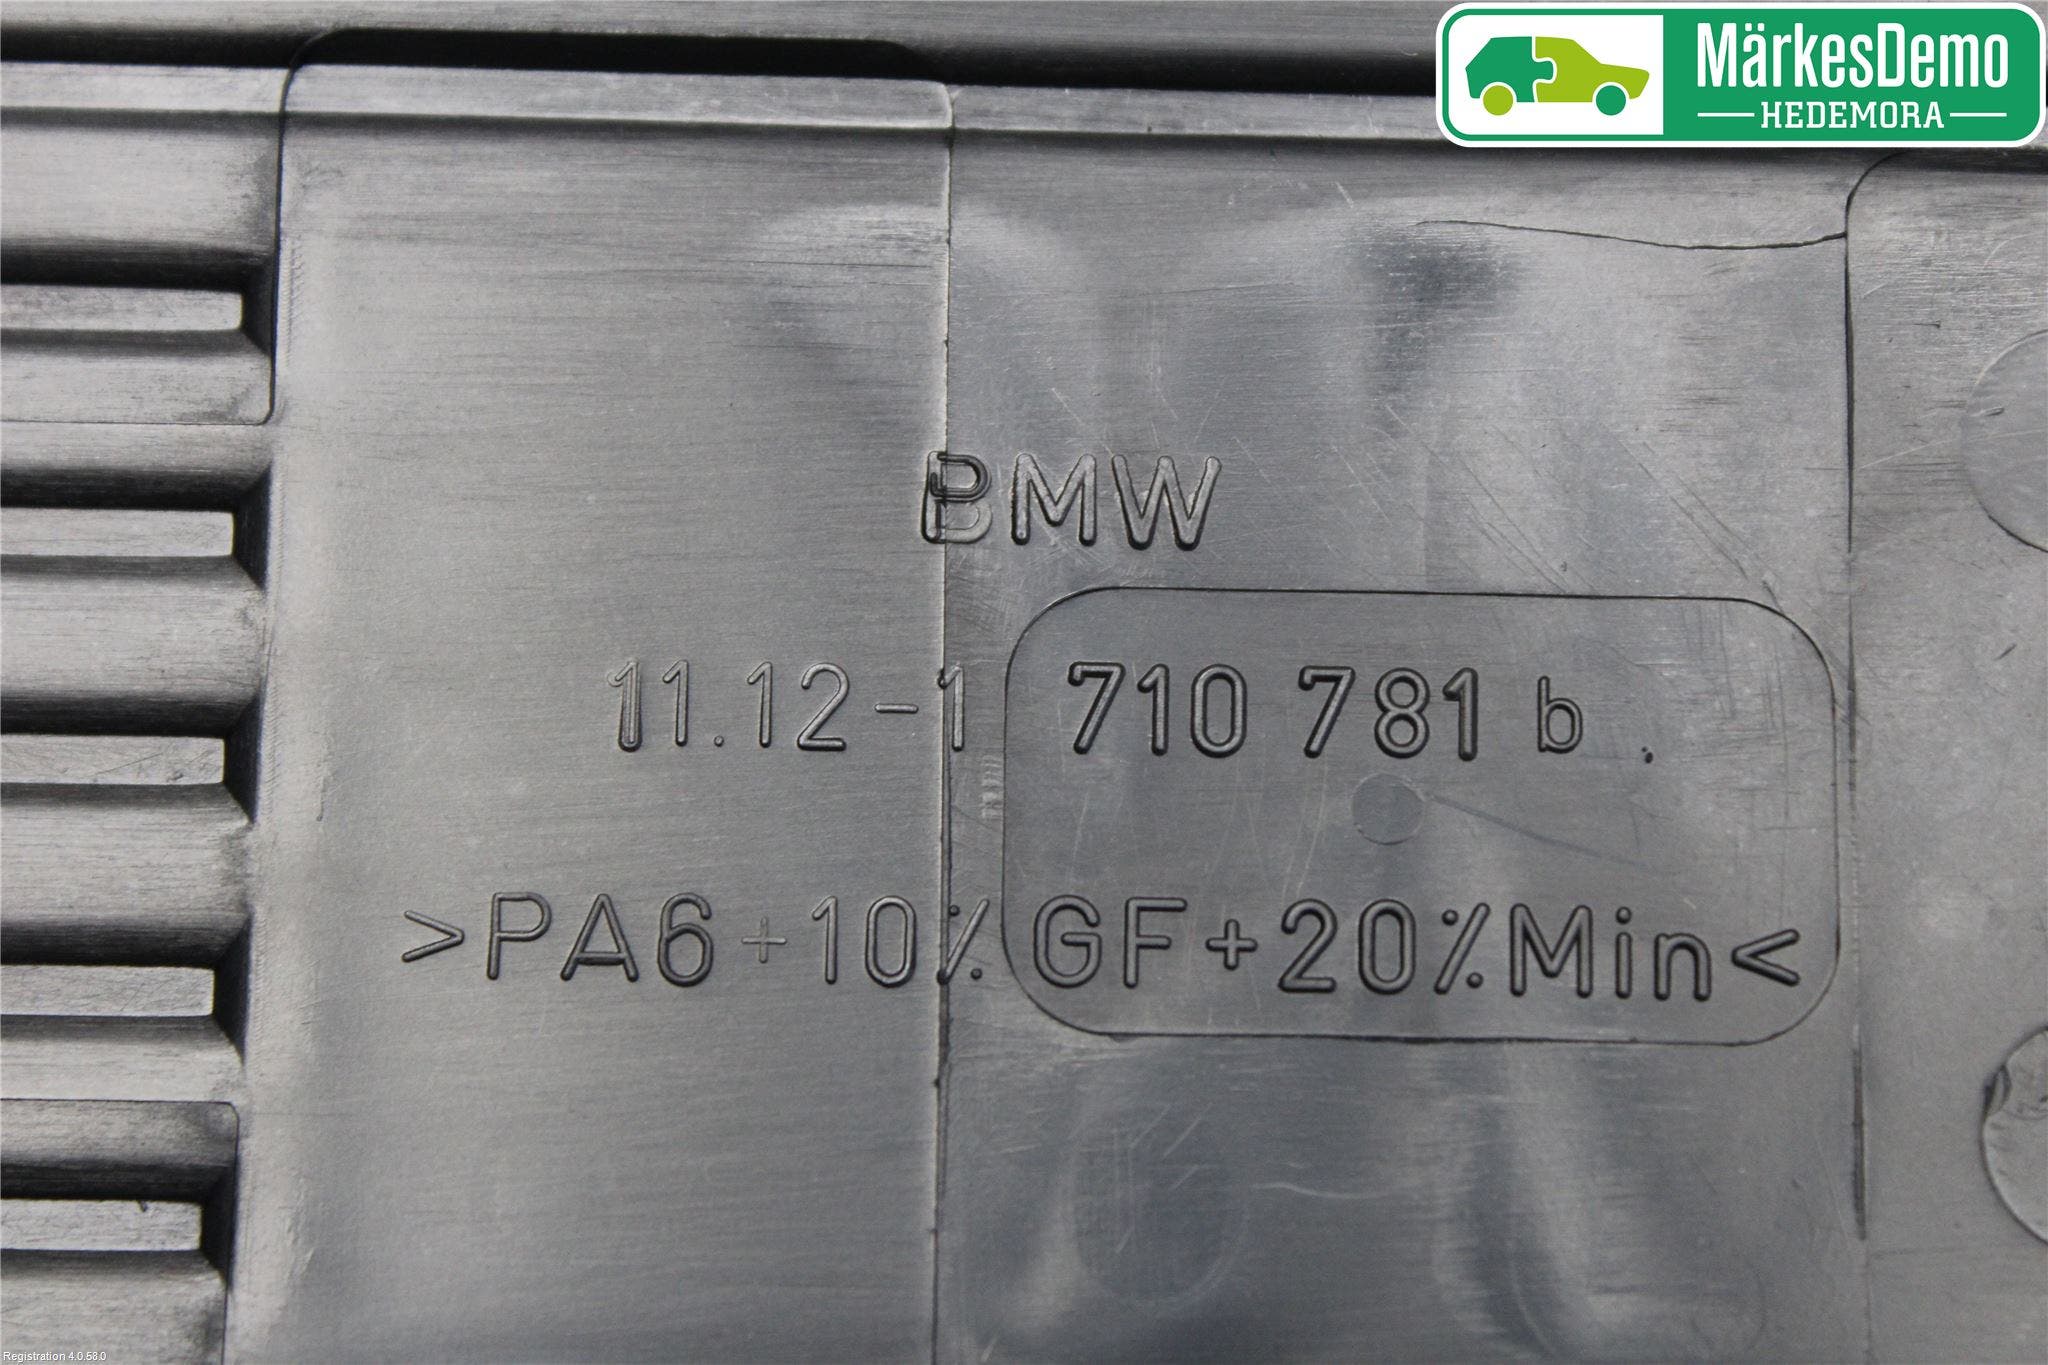 MärkesDemo
HEDEMORA
BMW
11.12-1 710 781 b
>PA6+10%GF+20%Min<
Registration 4.0.58.0